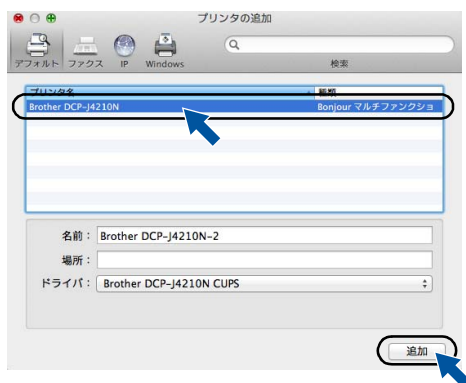 プリンタの追加
デフォルト ファクス IP Windows 検索
プリンタ名 種類
Brother DCP-J4210N Bonjour マルチファンクショ
名前： Brother DCP-J4210N-2
場所：
ドライバ： Brother DCP-J4210N CUPS
追加